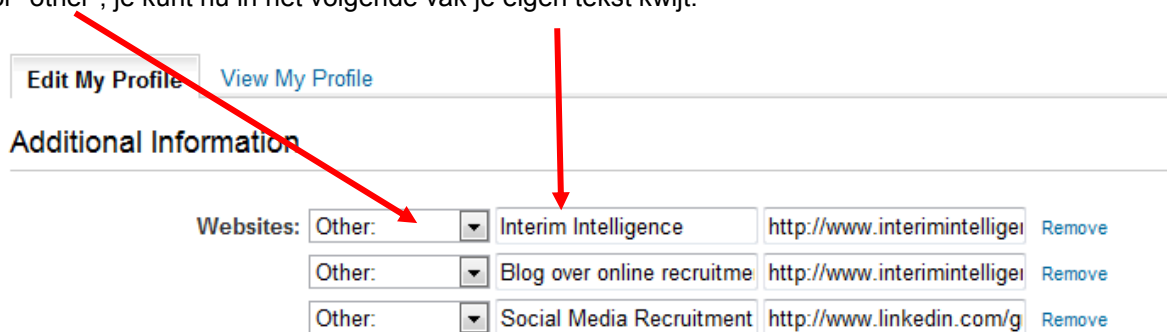 "other", je kunt nu in het volgende vak je eigen tekst kwijt.
Edit My Profile View My Profile
Additional Information
Websites: Other: Interim Intelligence http://www.interimintelliger Remove
Other: Blog over online recruitme http://www.interimintelliger Remove
Other: Social Media Recruitment http://www.linkedin.com/g Remove